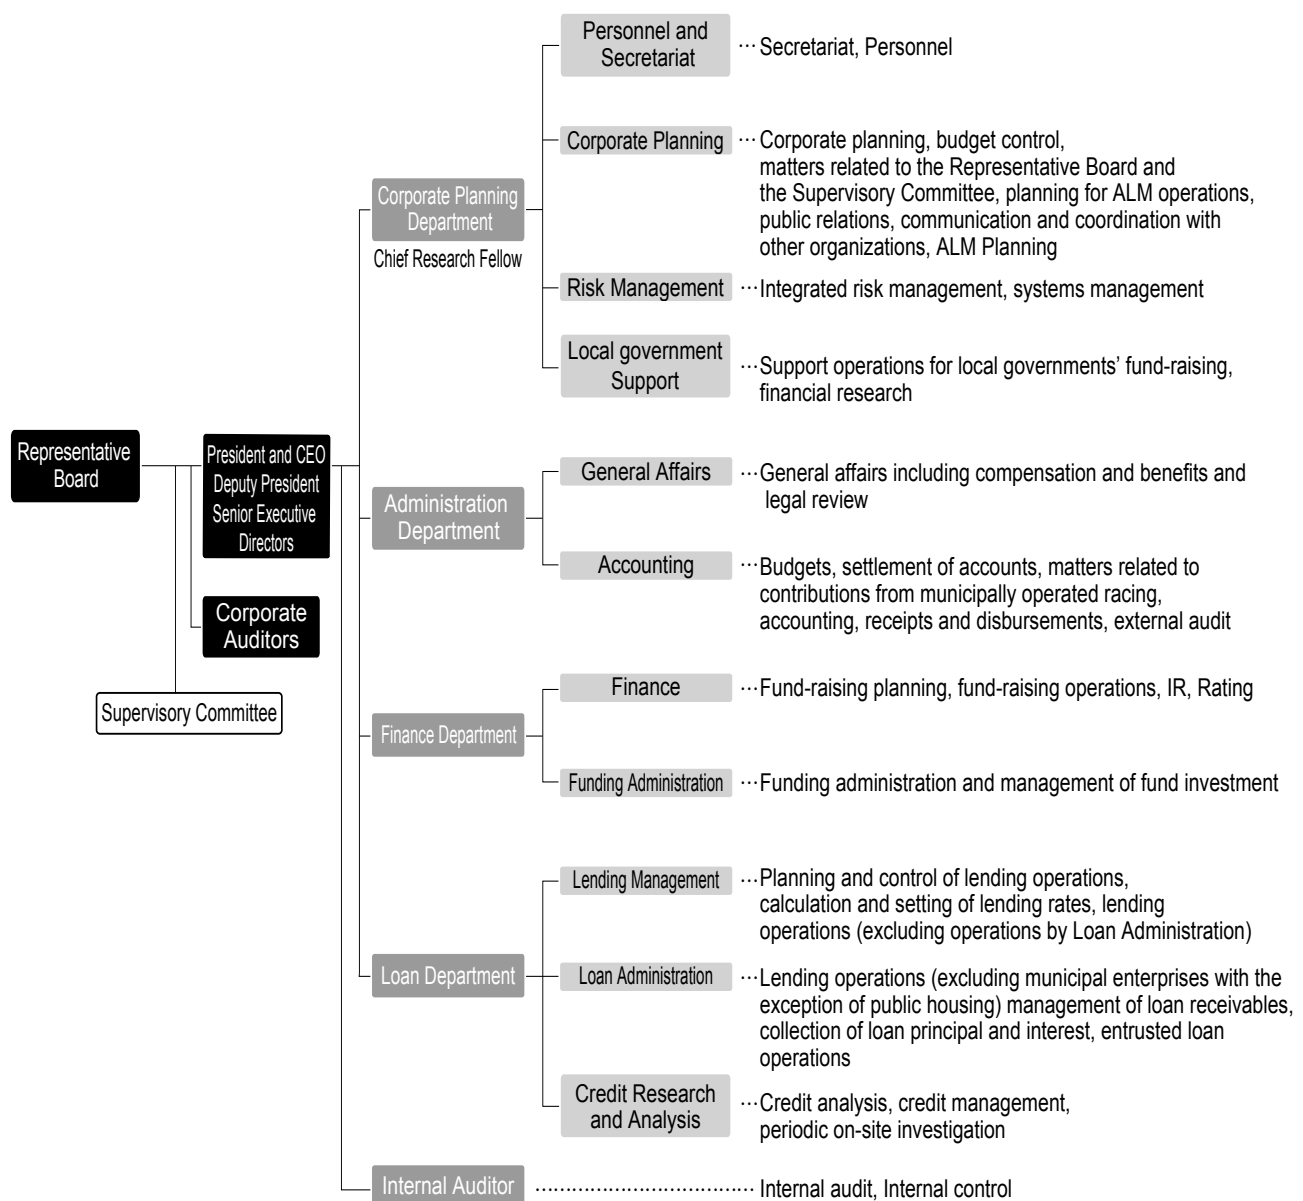 Personnel and
Secretariat
…Secretariat, Personnel
Corporate Planning
…Corporate planning, budget control,
matters related to the Representative Board and
the Supervisory Committee, planning for ALM operations,
public relations, communication and coordination with
other organizations, ALM Planning
Corporate Planning
Department
Chief Research Fellow
Risk Management
…Integrated risk management, systems management
Local government
Support
…Support operations for local governments’ fund-raising,
financial research
Representative
Board
President and CEO
Deputy President
Senior Executive
Directors
Corporate
Auditors
Supervisory Committee
Administration
Department
General Affairs
…General affairs including compensation and benefits and
legal review
Accounting
…Budgets, settlement of accounts, matters related to
contributions from municipally operated racing,
accounting, receipts and disbursements, external audit
Finance Department
Finance
…Fund-raising planning, fund-raising operations, IR, Rating
Funding Administration
…Funding administration and management of fund investment
Loan Department
Lending Management
…Planning and control of lending operations,
calculation and setting of lending rates, lending
operations (excluding operations by Loan Administration)
Loan Administration
…Lending operations (excluding municipal enterprises with the
exception of public housing) management of loan receivables,
collection of loan principal and interest, entrusted loan
operations
Credit Research
and Analysis
…Credit analysis, credit management,
periodic on-site investigation
Internal Auditor
………………………………Internal audit, Internal control